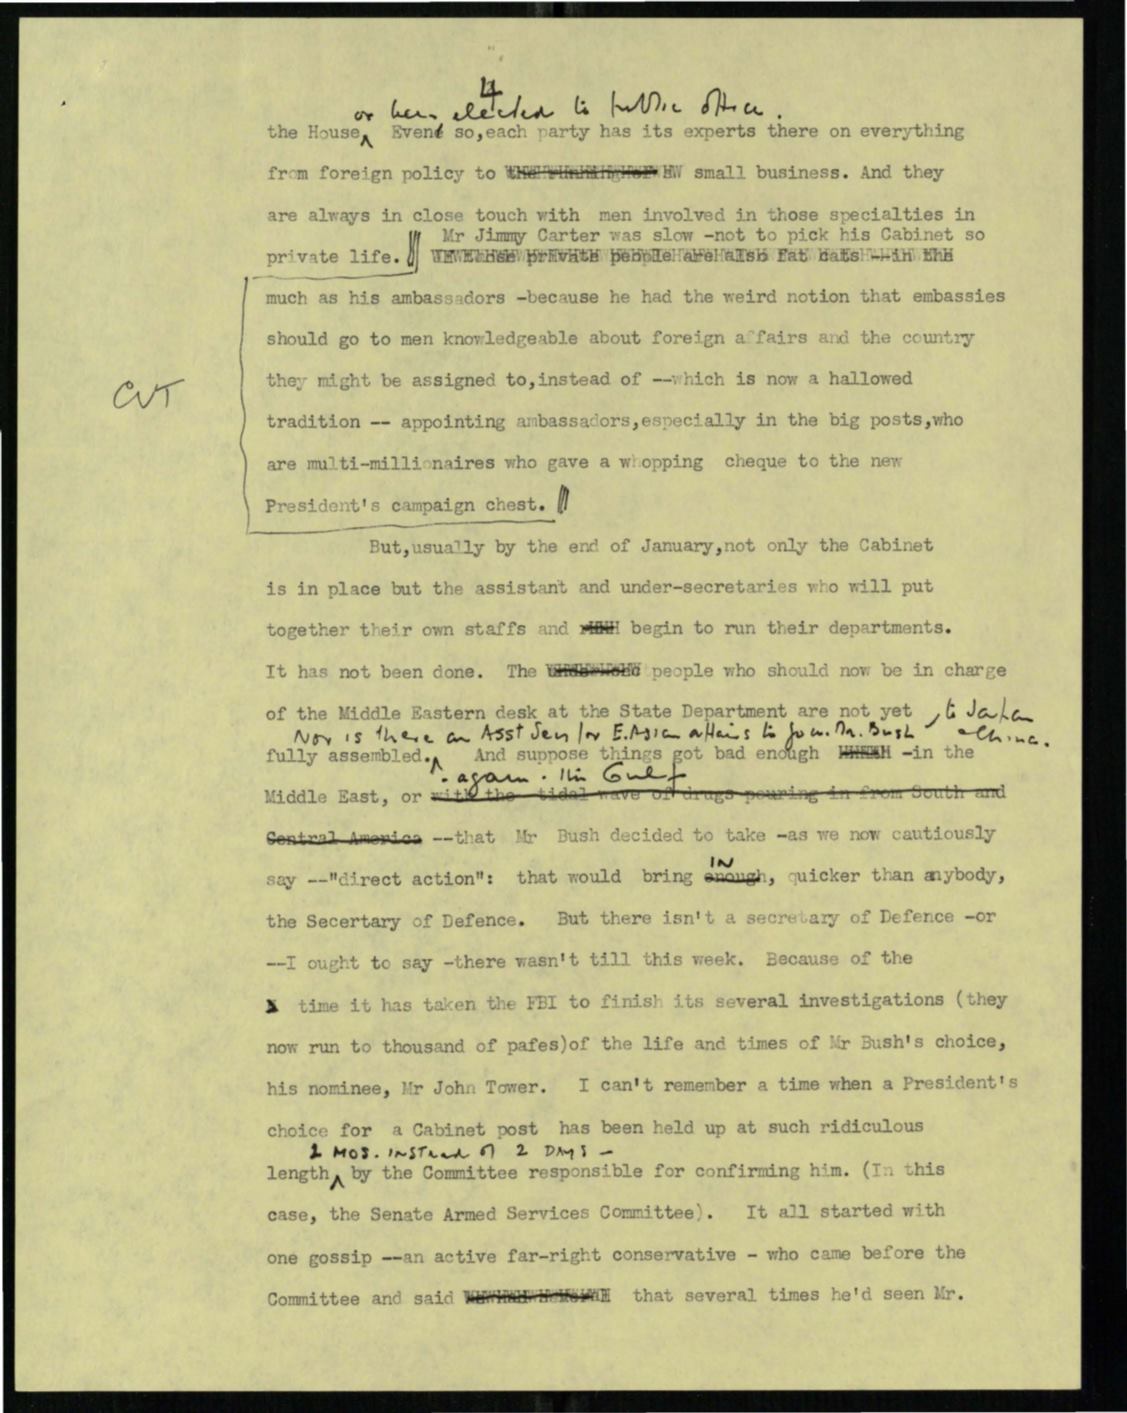 4
or been elected to public office.
the House Evene so,each party has its experts there on everything
from foreign policy to small business. And they
are always in close touch with men involved in those specialties in
Mr Jimmy Carter was slow -not to pick his Cabinet so
private life. private people are also fat cats --in the
much as his ambassadors -because he had the weird notion that embassies
should go to men knowledgeable about foreign affairs and the country
they might be assigned to,instead of --which is now a hallowed
CUT
tradition -- appointing ambassadors,especially in the big posts,who
are multi-millionaires who gave a whopping cheque to the new
President's campaign chest.
But,usually by the end of January,not only the Cabinet
is in place but the assistant and under-secretaries who will put
together their own staffs and begin to run their departments.
It has not been done. The people who should now be in charge
of the Middle Eastern desk at the State Department are not yet , to Japan
Nor is there an Asst Secy for E.Asian affairs to join Mr. Bush & China.
fully assembled. And suppose things got bad enough -in the
again in Gulf
Middle East, or with the tidal wave of drugs pouring in from South and
Central America --that Mr Bush decided to take -as we now cautiously
IN
say --"direct action": that would bring enough, quicker than anybody,
the Secertary of Defence. But there isn't a secretary of Defence -or
--I ought to say -there wasn't till this week. Because of the
time it has taken the FBI to finish its several investigations (they
now run to thousand of pafes)of the life and times of Mr Bush's choice,
his nominee, Mr John Tower. I can't remember a time when a President's
choice for a Cabinet post has been held up at such ridiculous
2 MOS. INSTEAD of 2 DAYS -
length by the Committee responsible for confirming him. (In this
case, the Senate Armed Services Committee). It all started with
one gossip --an active far-right conservative - who came before the
Committee and said that several times he'd seen Mr.